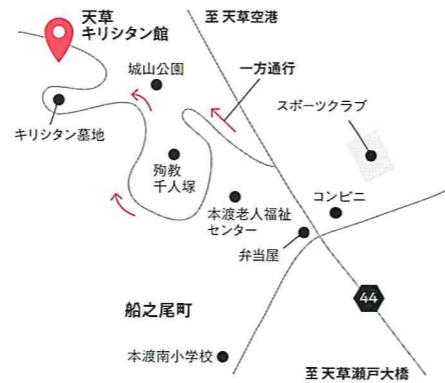 天草
キリシタン館
至 天草空港
城山公園
一方通行
スポーツクラブ
キリシタン墓地
殉教
千人塚
本渡老人福祉
センター
コンビニ
弁当屋
船之尾町
44
本渡南小学校
至 天草瀬戸大橋